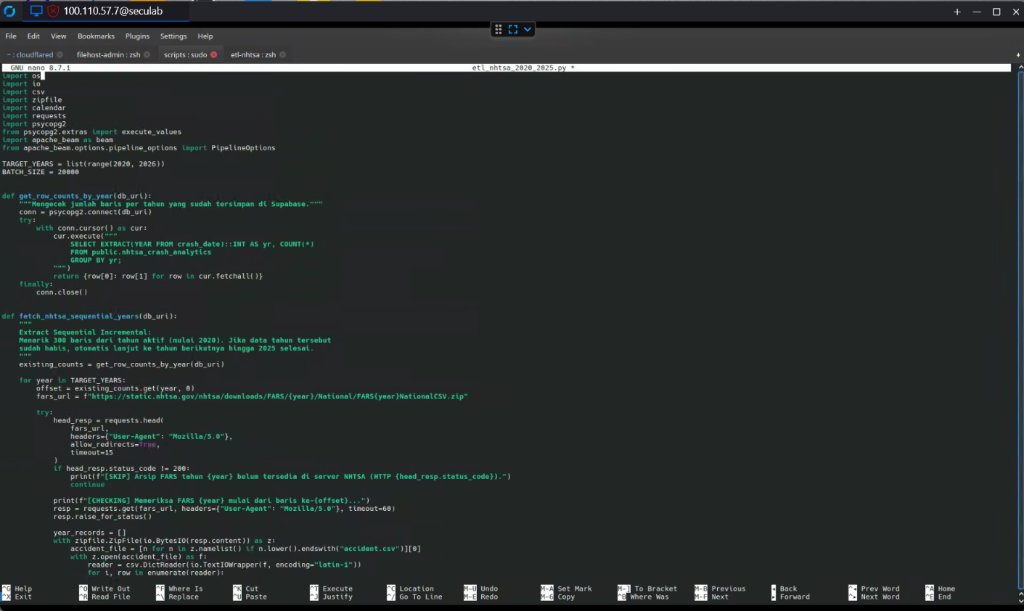 100.110.57.7@seculab
File Edit View Bookmarks Plugins Settings Help
~ : cloudflared filehost-admin : zsh scripts : sudo etl-nhtsa : zsh
GNU nano 8.7.1 etl_nhtsa_2020_2025.py *
import os
import io
import csv
import zipfile
import calendar
import requests
import psycopg2
from psycopg2.extras import execute_values
import apache_beam as beam
from apache_beam.options.pipeline_options import PipelineOptions
TARGET_YEARS = list(range(2020, 2026))
BATCH_SIZE = 20000
def get_row_counts_by_year(db_uri):
"""Mengecek jumlah baris per tahun yang sudah tersimpan di Supabase."""
conn = psycopg2.connect(db_uri)
try:
with conn.cursor() as cur:
cur.execute("""
SELECT EXTRACT(YEAR FROM crash_date)::INT AS yr, COUNT(*)
FROM public.nhtsa_crash_analytics
GROUP BY yr;
""")
return {row[0]: row[1] for row in cur.fetchall()}
finally:
conn.close()
def fetch_nhtsa_sequential_years(db_uri):
"""
Extract Sequential Incremental:
Menarik 300 baris dari tahun aktif (mulai 2020). Jika data tahun tersebut
sudah habis, otomatis lanjut ke tahun berikutnya hingga 2025 selesai.
"""
existing_counts = get_row_counts_by_year(db_uri)
for year in TARGET_YEARS:
offset = existing_counts.get(year, 0)
fars_url = f"https://static.nhtsa.gov/nhtsa/downloads/FARS/{year}/National/FARS{year}NationalCSV.zip"
try:
head_resp = requests.head(
fars_url,
headers={"User-Agent": "Mozilla/5.0"},
allow_redirects=True,
timeout=15
)
if head_resp.status_code != 200:
print(f"[SKIP] Arsip FARS tahun {year} belum tersedia di server NHTSA (HTTP {head_resp.status_code}).")
continue
print(f"[CHECKING] Memeriksa FARS {year} mulai dari baris ke-{offset}...")
resp = requests.get(fars_url, headers={"User-Agent": "Mozilla/5.0"}, timeout=60)
resp.raise_for_status()
year_records = []
with zipfile.ZipFile(io.BytesIO(resp.content)) as z:
accident_file = [n for n in z.namelist() if n.lower().endswith("accident.csv")][0]
with z.open(accident_file) as f:
reader = csv.DictReader(io.TextIOWrapper(f, encoding="latin-1"))
for i, row in enumerate(reader):
^G Help ^O Write Out ^F Where Is ^K Cut ^T Execute ^C Location M-U Undo M-A Set Mark M-] To Bracket M-B Previous Back Prev Word ^A Home
^X Exit ^R Read File ^\ Replace ^U Paste ^J Justify ^/ Go To Line M-E Redo M-6 Copy ^B Where Was M-F Next Forward Next Word ^E End